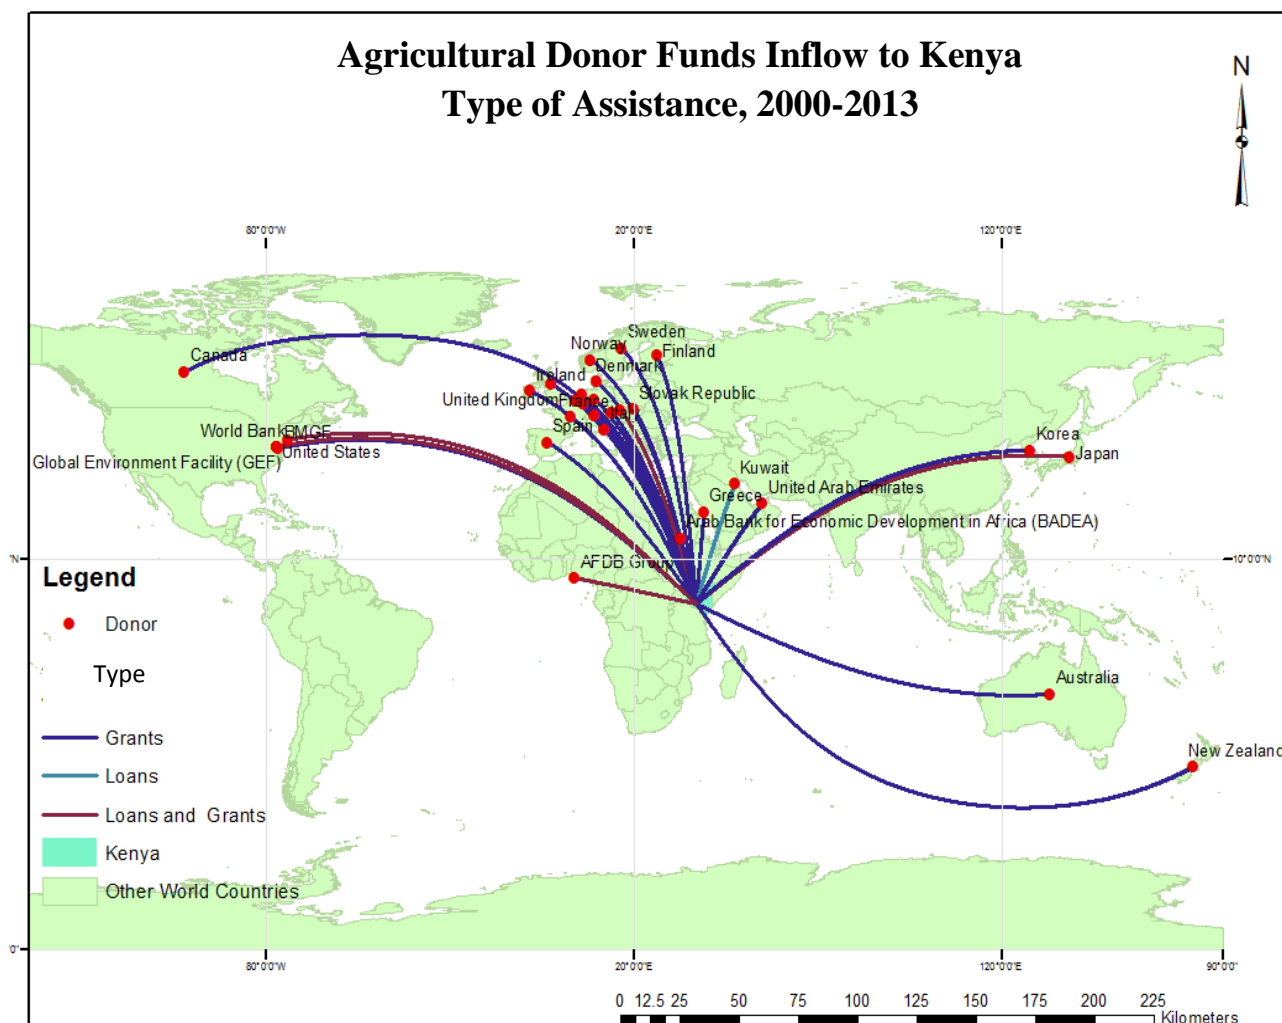 Agricultural Donor Funds Inflow to Kenya
Type of Assistance, 2000-2013
N
80°0'0"W
20°0'0"E
120°0'0"E
Sweden
Norway
Finland
Canada
Denmark
Ireland
Slovak Republic
United Kingdom
France
Spain
World Bank
BMGF
United States
Global Environment Facility (GEF)
Korea
Japan
Kuwait
United Arab Emirates
Greece
Arab Bank for Economic Development in Africa (BADEA)
N
10°0'0"N
AFDB Group
Legend
Donor
Type
Australia
New Zealand
Grants
Loans
Loans and Grants
Kenya
Other World Countries
0"
80°0'0"W
20°0'0"E
120°0'0"E
90°0'0"
0 12.5 25 50 75 100 125 150 175 200 225
Kilometers